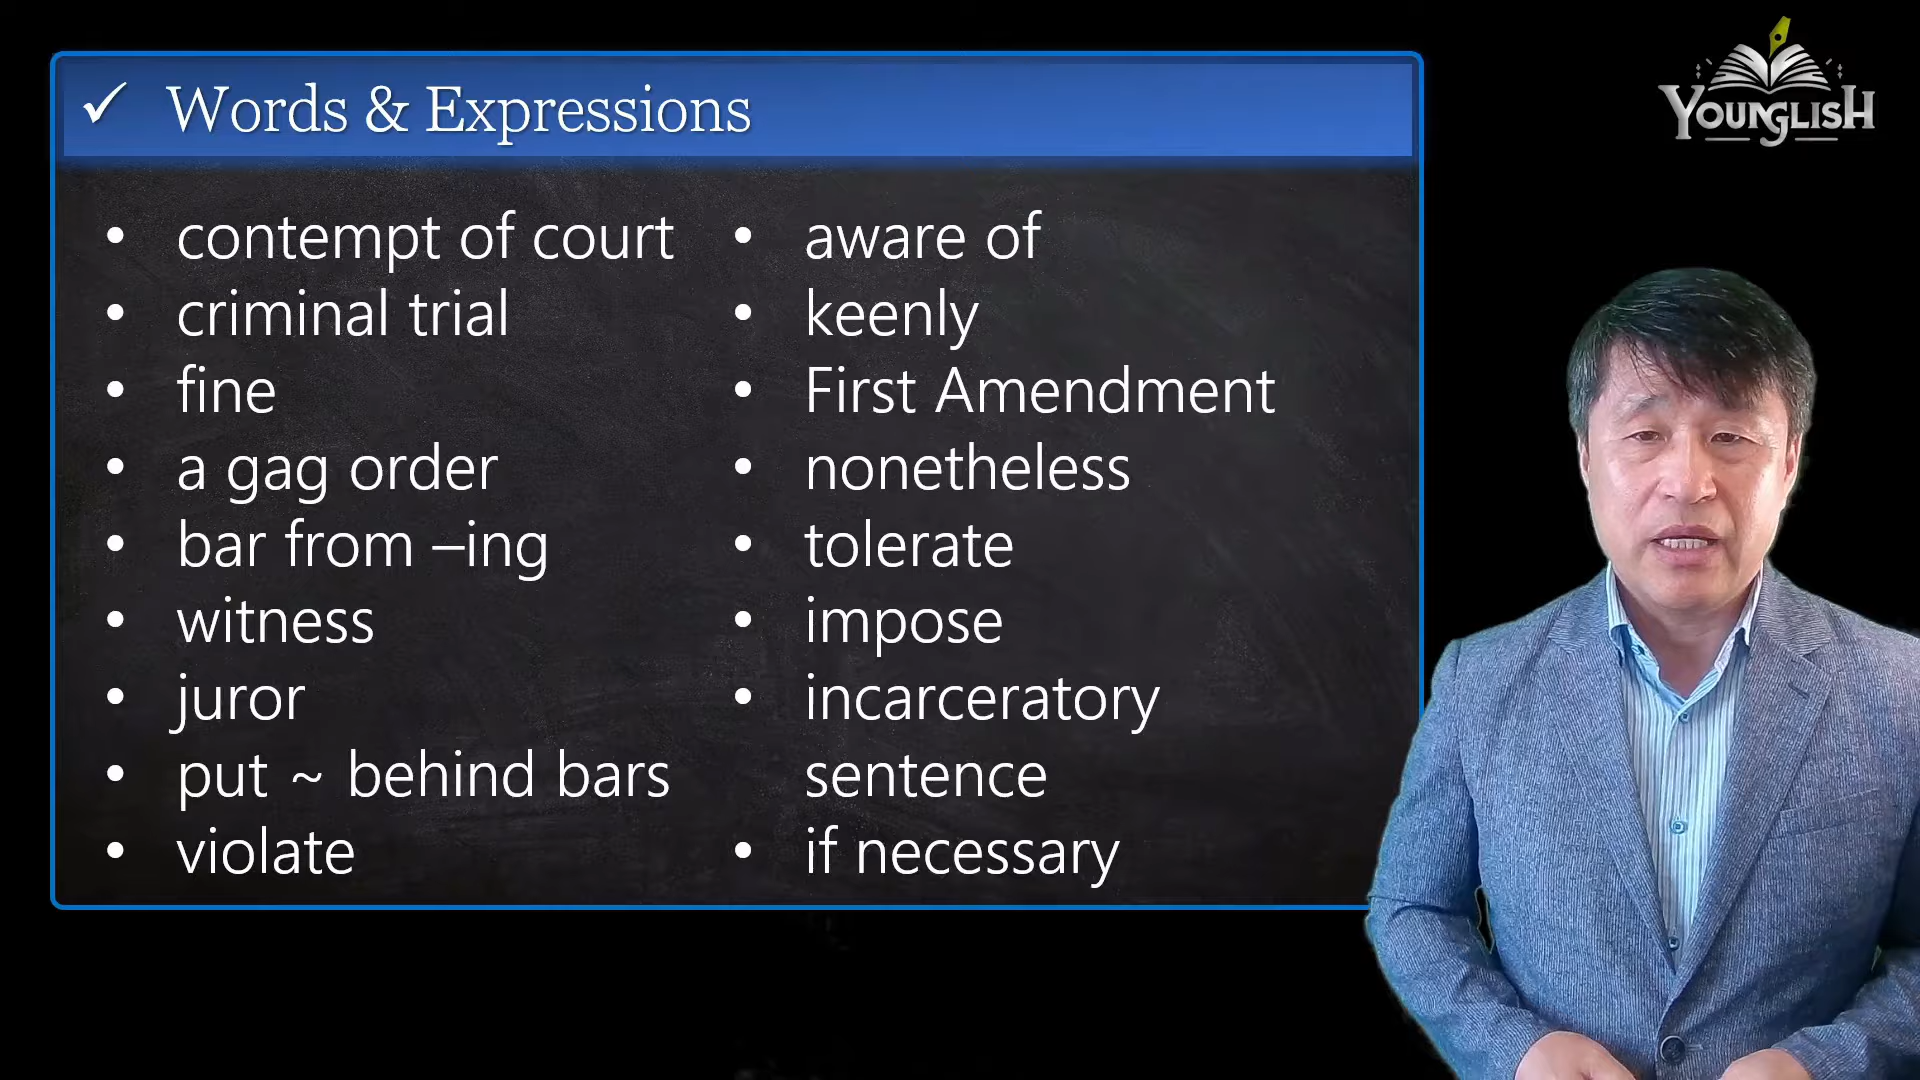 ✓ Words & Expressions
• contempt of court
• criminal trial
• fine
• a gag order
• bar from –ing
• witness
• juror
• put ~ behind bars
• violate
• aware of
• keenly
• First Amendment
• nonetheless
• tolerate
• impose
• incarceratory
sentence
• if necessary
YOUNGLISH